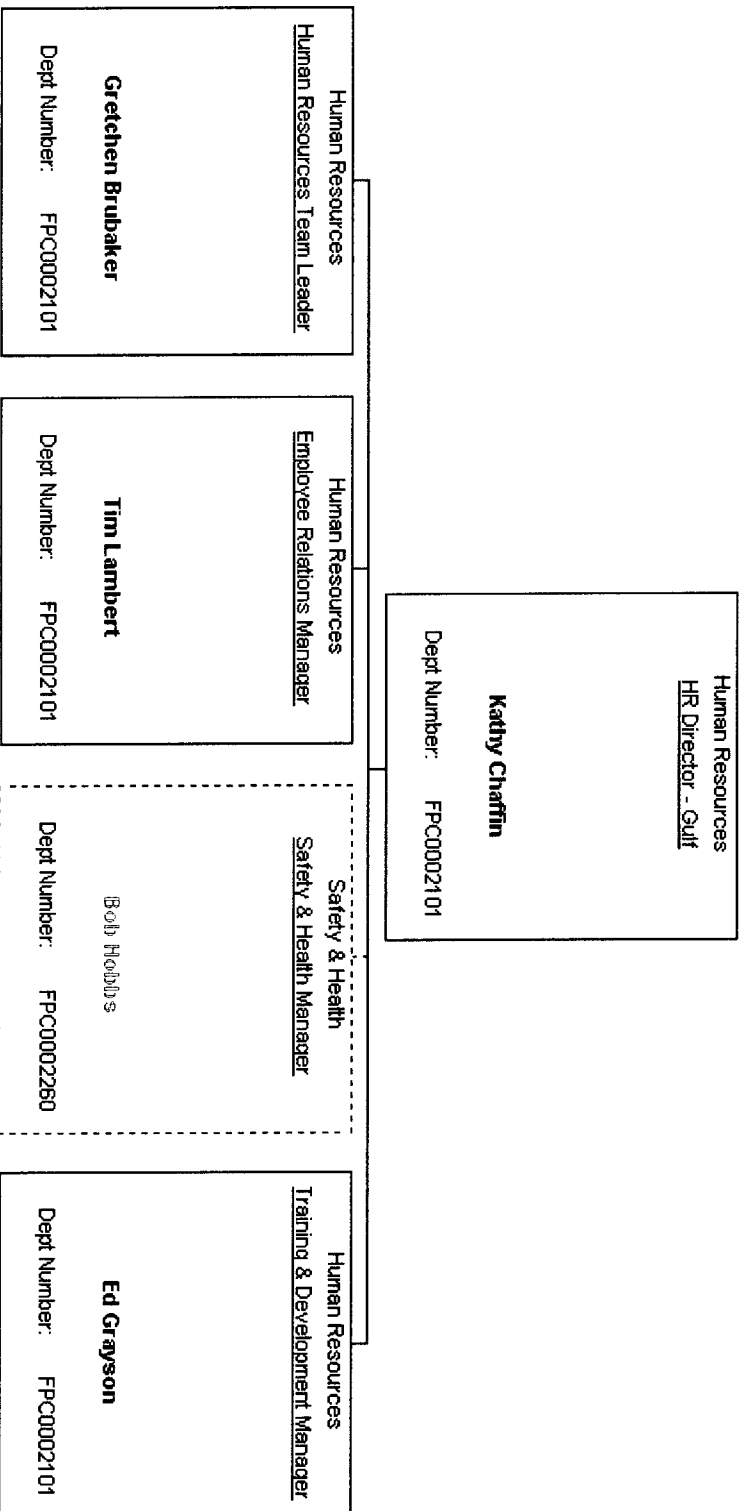 Human Resources
HR Director - Gulf
Kathy Chaffin
Dept Number: FPC0002101
Human Resources
Human Resources Team Leader
Gretchen Brubaker
Dept Number: FPC0002101
Human Resources
Employee Relations Manager
Tim Lambert
Dept Number: FPC0002101
Safety & Health
Safety & Health Manager
Bob Hobbs
Dept Number: FPC0002260
Human Resources
Training & Development Manager
Ed Grayson
Dept Number: FPC0002101